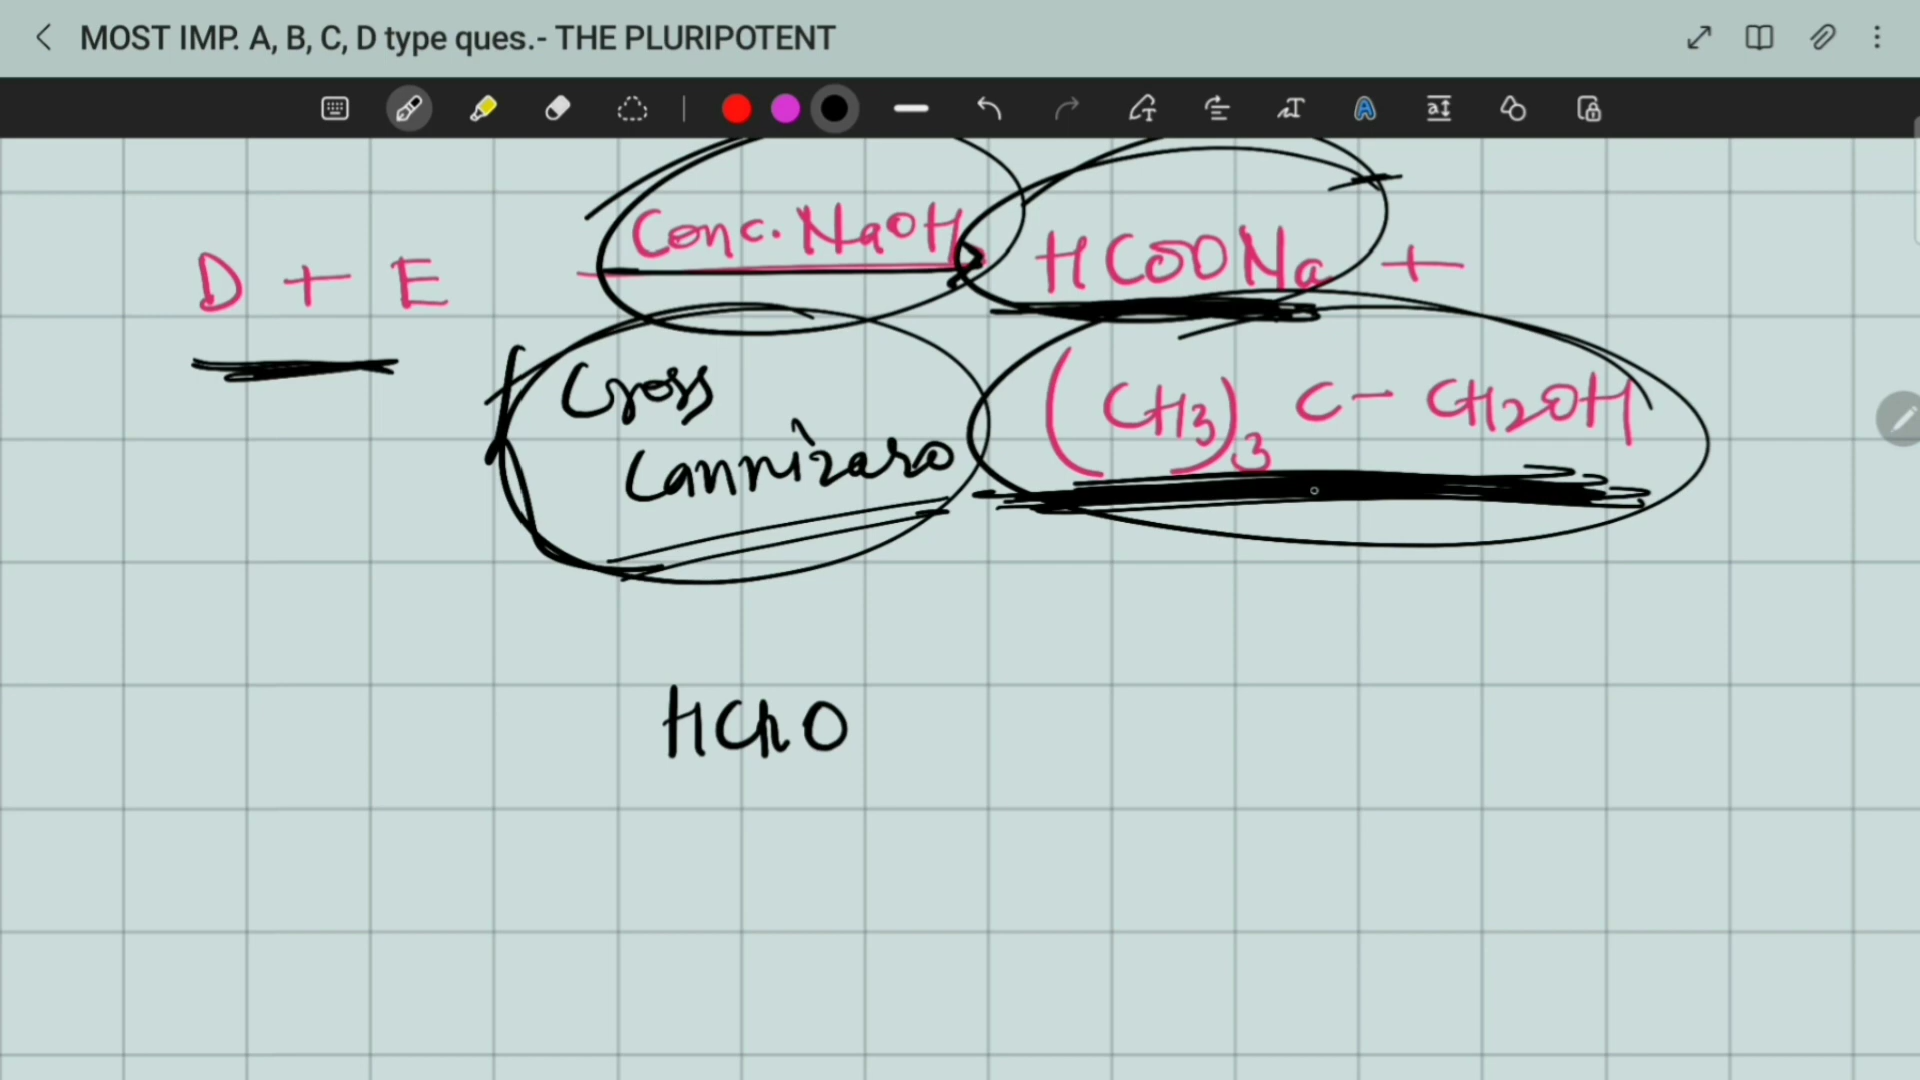 MOST IMP. A, B, C, D type ques.- THE PLURIPOTENT
D + E Conc. NaOH HCOONa +
Cross (CH3)3 C - CH2OH
Cannizaro
HCHO